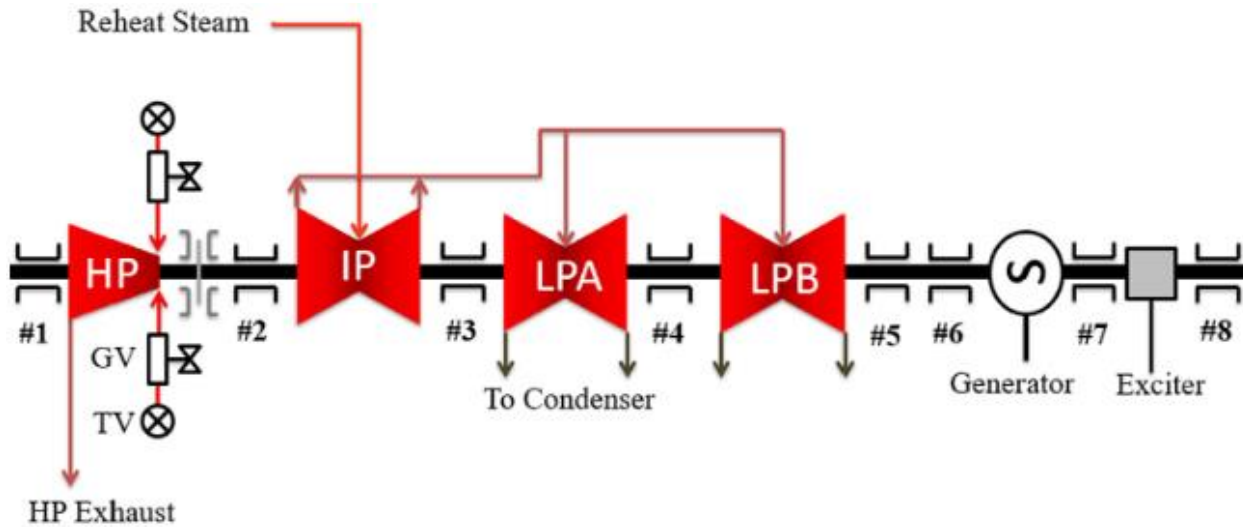 Reheat Steam
HP
IP
LPA
LPB
#1
#2
#3
#4
#5
#6
#7
#8
GV
TV
To Condenser
Generator
Exciter
HP Exhaust